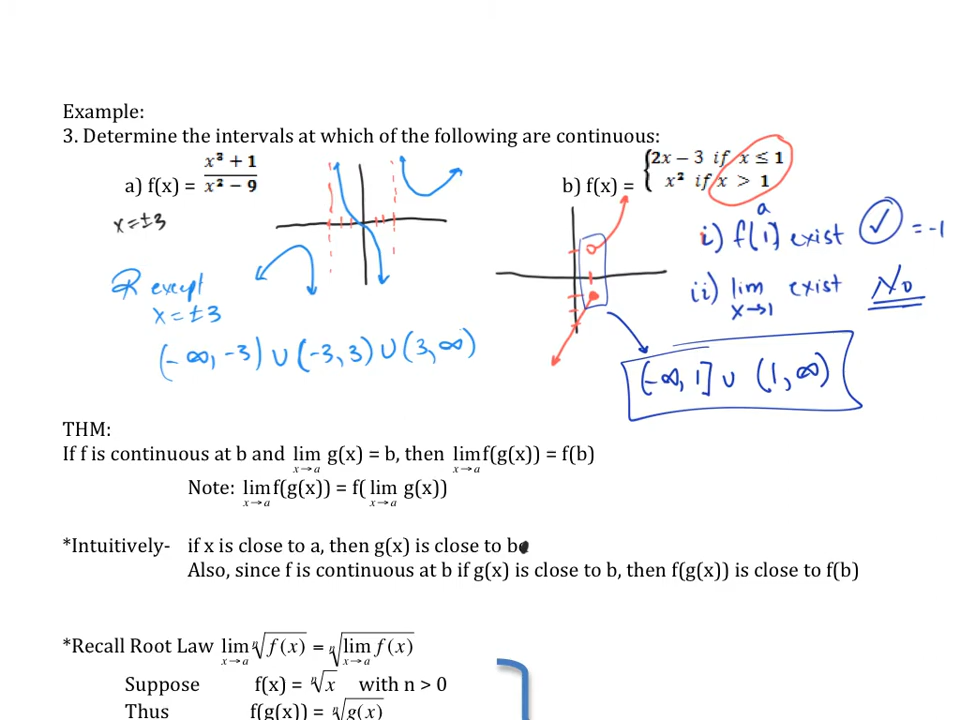 Example:
3. Determine the intervals at which of the following are continuous:
a) f(x) = x² + 1 / x² − 9
b) f(x) = { 2x − 3 if x ≤ 1
x² if x > 1
x = ±3
a
i) f(1) exist ✓ = -1
ii) lim x→1 exist No
ℝ except
x = ±3
(-∞, -3) ∪ (-3, 3) ∪ (3, ∞)
(-∞, 1] ∪ (1, ∞)
THM:
If f is continuous at b and lim x→a g(x) = b, then lim x→a f(g(x)) = f(b)
Note: lim x→a f(g(x)) = f( lim x→a g(x))
*Intuitively- if x is close to a, then g(x) is close to b
Also, since f is continuous at b if g(x) is close to b, then f(g(x)) is close to f(b)
*Recall Root Law lim x→a ⁿ√f(x) = ⁿ√lim x→a f(x)
Suppose f(x) = ⁿ√x with n > 0
Thus f(g(x)) = ⁿ√g(x)